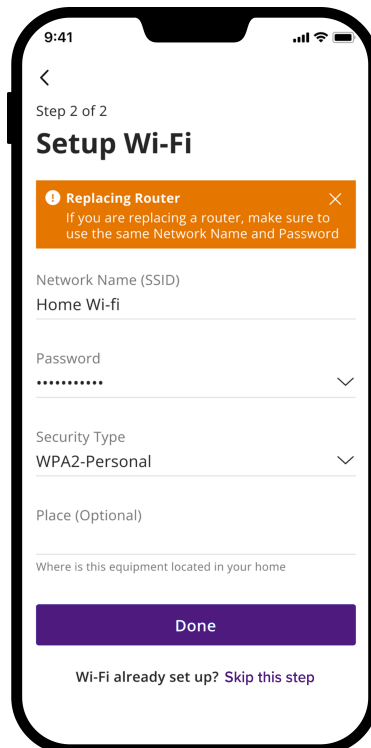 9:41
Step 2 of 2
Setup Wi-Fi
Replacing Router
If you are replacing a router, make sure to
use the same Network Name and Password
Network Name (SSID)
Home Wi-fi
Password
•••••••••••
Security Type
WPA2-Personal
Place (Optional)
Where is this equipment located in your home
Done
Wi-Fi already set up? Skip this step